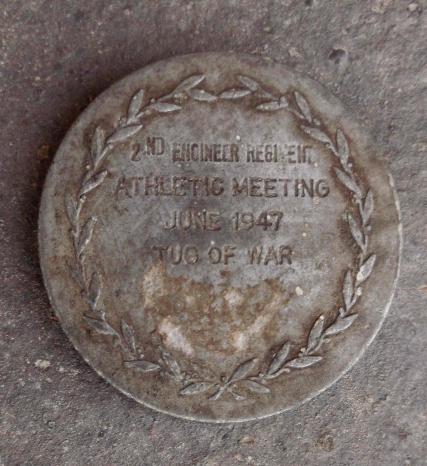 2ND ENGINEER REGIMENT
ATHLETIC MEETING
JUNE 1947
TUG OF WAR